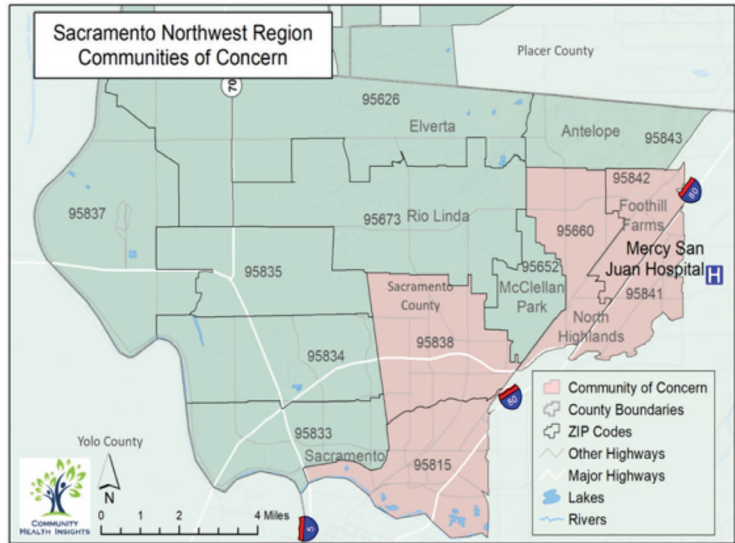 Sacramento Northwest Region
Communities of Concern
Placer County
70
95626
Elverta
Antelope
95843
95842
80
Foothill
Farms
95837
95673
Rio Linda
95660
Mercy San
Juan Hospital
H
95652
McClellan
Park
95841
95835
Sacramento
County
North
Highlands
95838
95834
80
95833
Sacramento
95815
Yolo County
5
Community of Concern
County Boundaries
ZIP Codes
Other Highways
Major Highways
Lakes
Rivers
COMMUNITY
HEALTH INSIGHTS
N
0 1 2 4 Miles